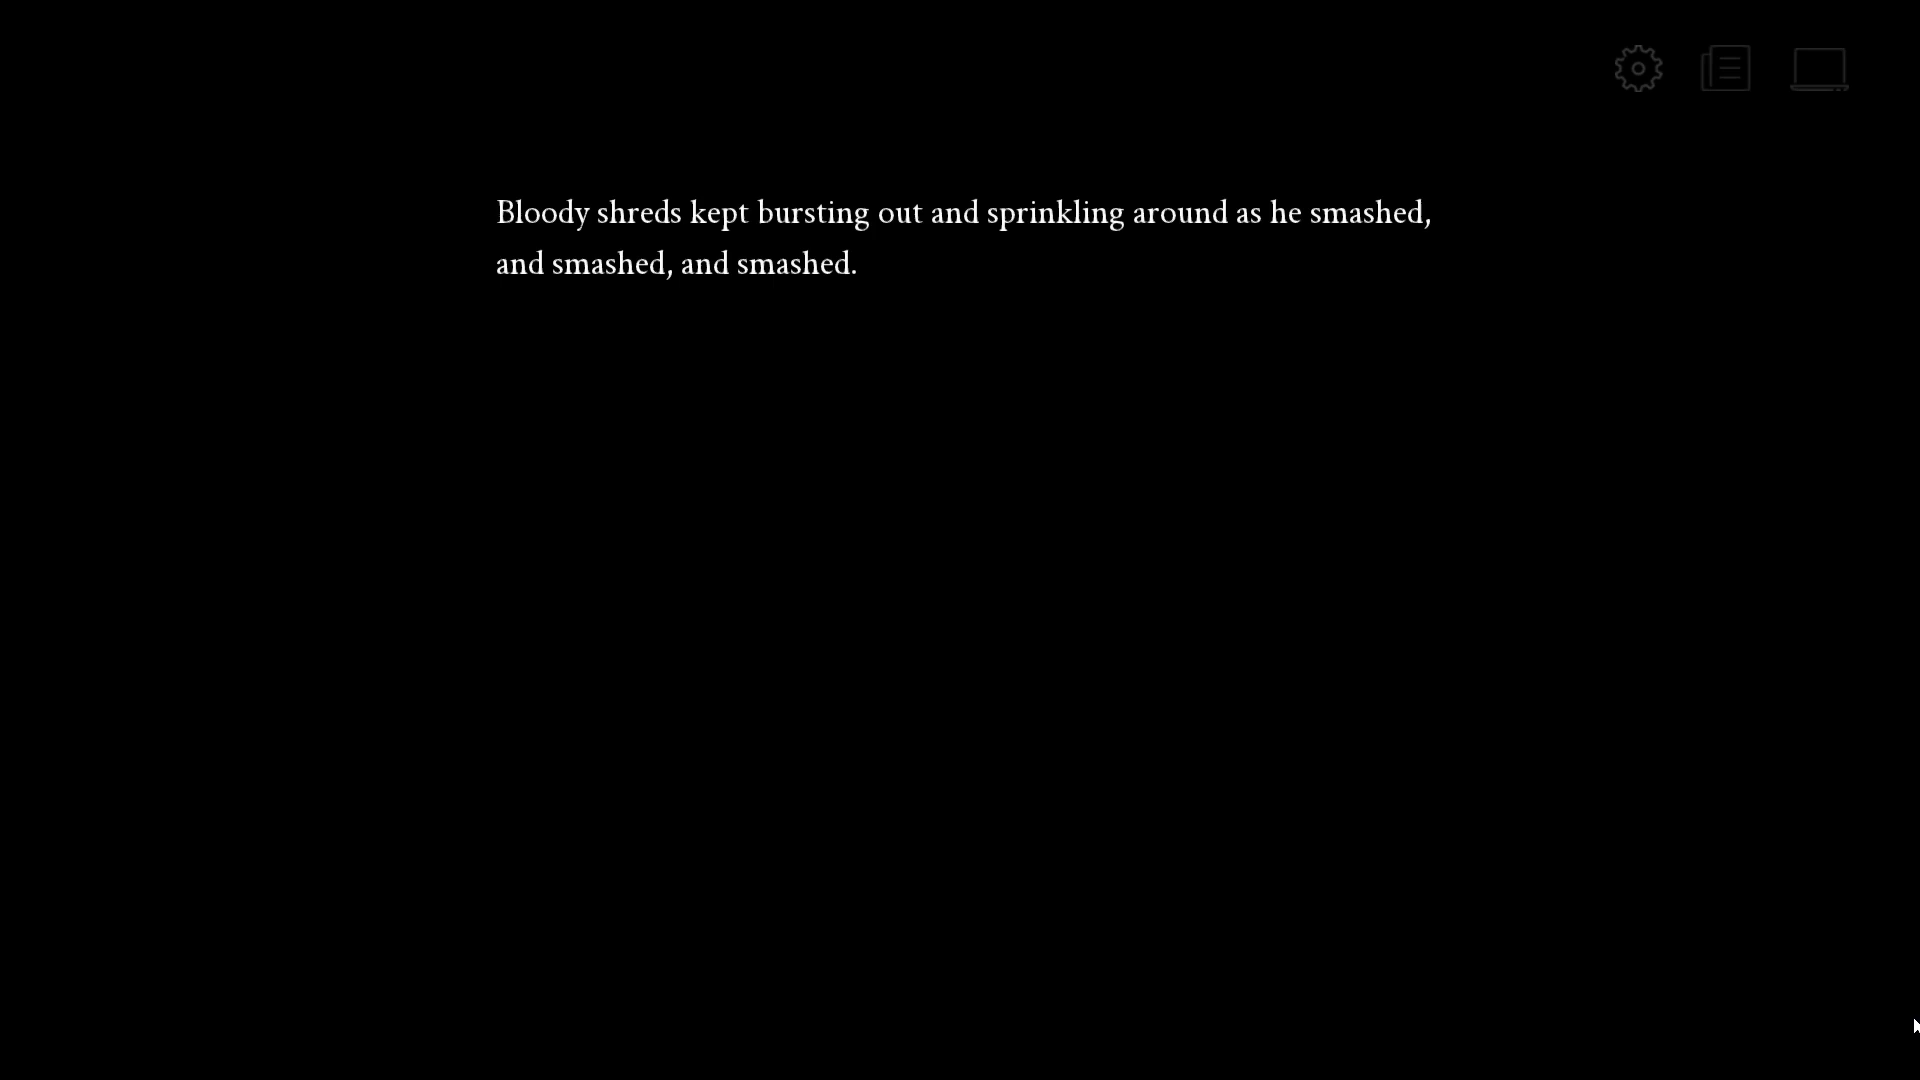 Bloody shreds kept bursting out and sprinkling around as he smashed,
and smashed, and smashed.